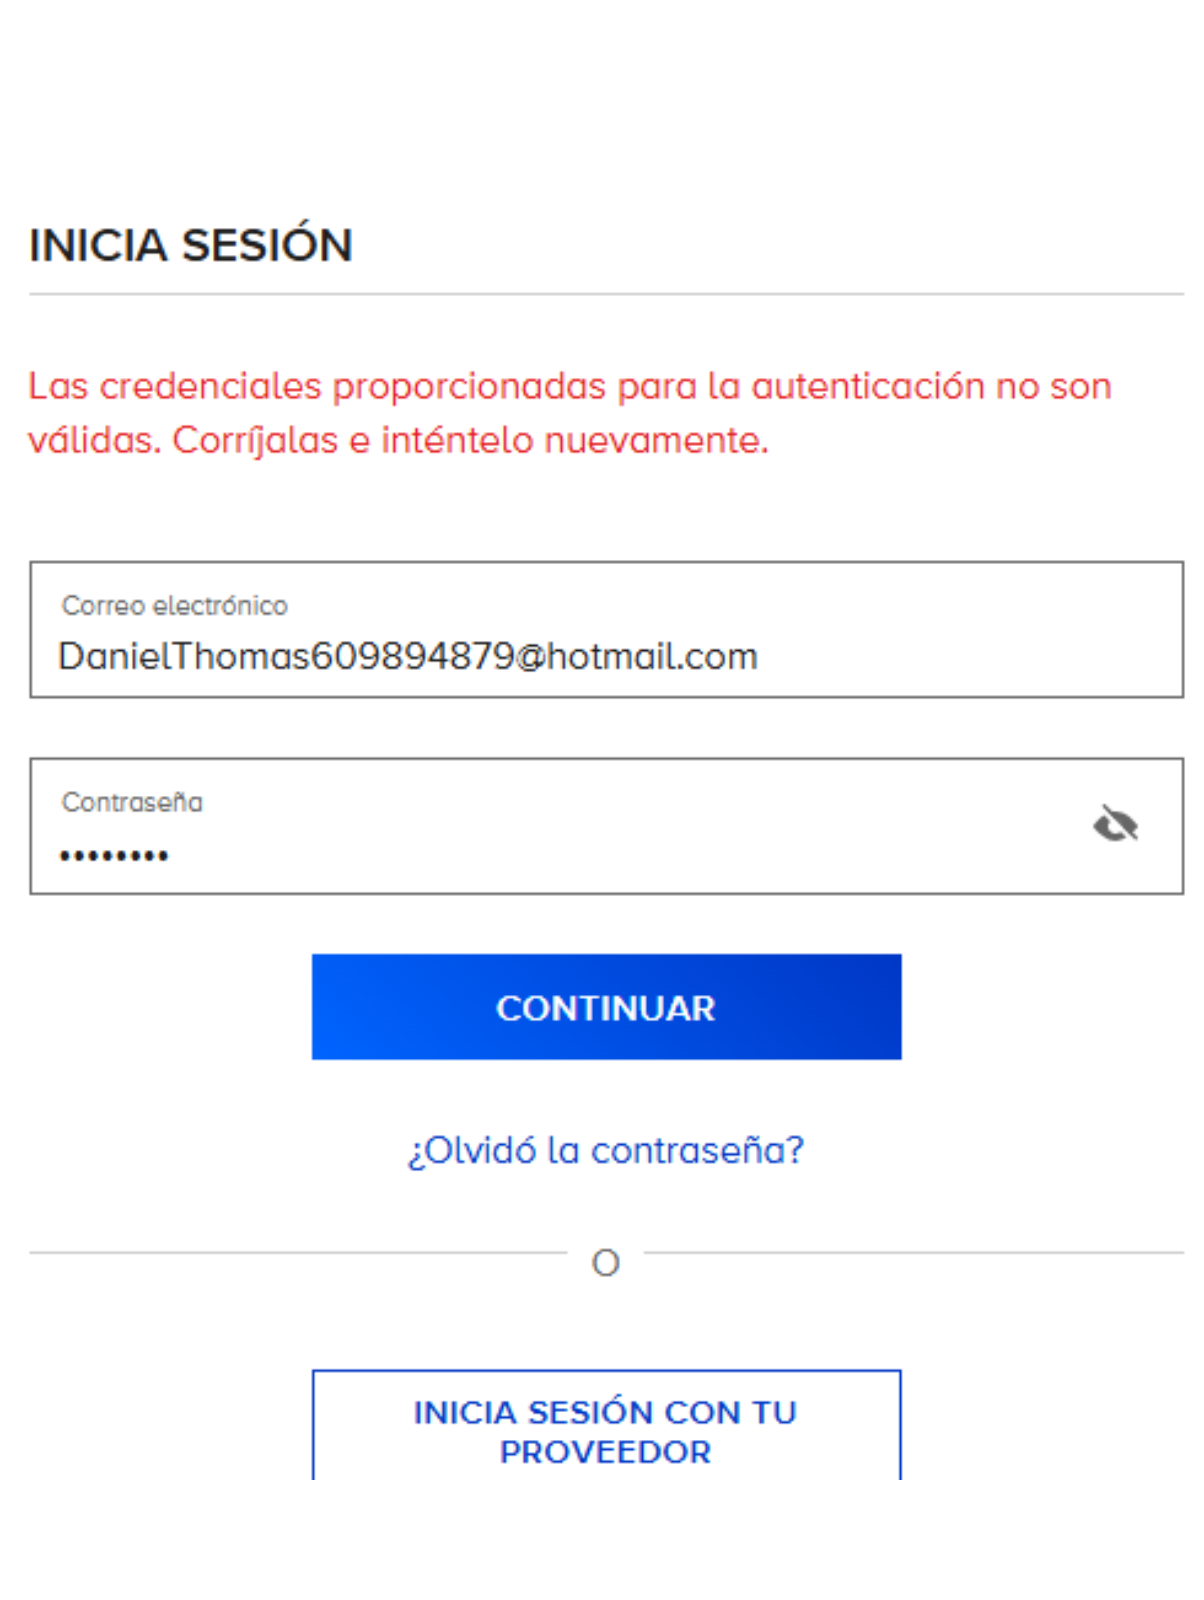 INICIA SESIÓN
Las credenciales proporcionadas para la autenticación no son
válidas. Corríjalas e inténtelo nuevamente.
Correo electrónico
DanielThomas609894879@hotmail.com
Contraseña
••••••••
CONTINUAR
¿Olvidó la contraseña?
O
INICIA SESIÓN CON TU
PROVEEDOR